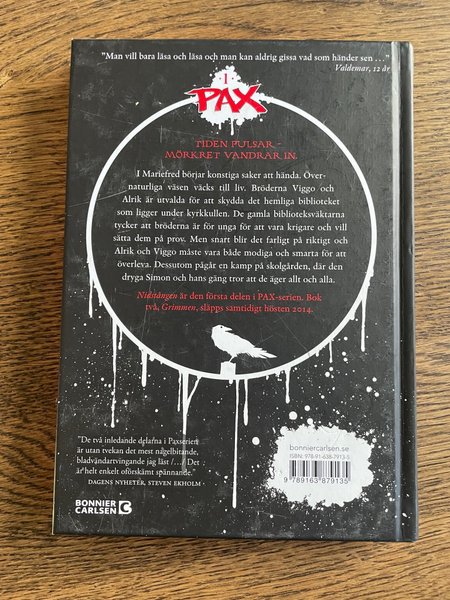 "Man vill bara läsa och läsa och man kan aldrig gissa vad som händer sen ..."
Valdemar, 12 år
I
PAX
TIDEN PULSAR –
MÖRKRET VANDRAR IN.
I Mariefred börjar konstiga saker att hända. Över-
naturliga väsen väcks till liv. Bröderna Viggo och
Alrik är utvalda för att skydda det hemliga biblioteket
som ligger under kyrkkullen. De gamla biblioteksväktarna
tycker att bröderna är för unga för att vara krigare och vill
sätta dem på prov. Men snart blir det farligt på riktigt och
Alrik och Viggo måste vara både modiga och smarta för att
överleva. Dessutom pågår en kamp på skolgården, där den
dryga Simon och hans gäng tror att de äger allt och alla.
Nidstången är den första delen i PAX-serien. Bok
två, Grimmen, släpps samtidigt hösten 2014.
"De två inledande delarna i Paxserien
är utan tvekan det mest nagelbitande,
bladvändartvingande jag läst /.../ Det
är helt enkelt oförskämt spännande."
DAGENS NYHETER, STEVEN EKHOLM
BONNIER
CARLSEN
bonniercarlsen.se
ISBN: 978-91-638-7913-5
9 789163 879135